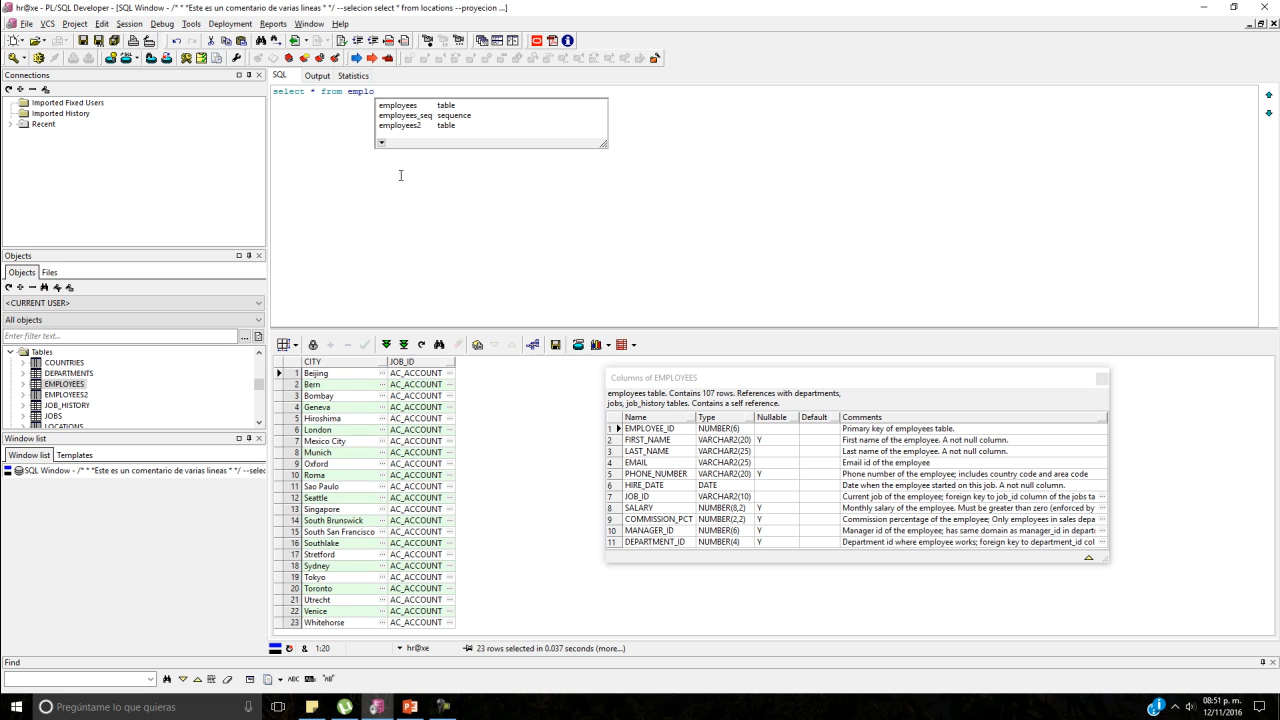 hr@xe - PL/SQL Developer - [SQL Window - /* * *Este es un comentario de varias lineas * */ --selecion select * from locations --proyecion ...]
File VCS Project Edit Session Debug Tools Deployment Reports Window Help
Connections
Imported Fixed Users
Imported History
Recent
SQL Output Statistics
select * from emplo
employees table
employees_seq sequence
employees2 table
Objects
Objects Files
<CURRENT USER>
All objects
Enter filter text...
Tables
COUNTRIES
DEPARTMENTS
EMPLOYEES
EMPLOYEES2
JOB_HISTORY
JOBS
LOCATIONS
Window list
Window list Templates
SQL Window - /* * *Este es un comentario de varias lineas * */ --selec
CITY JOB_ID
1 Beijing AC_ACCOUNT
2 Bern AC_ACCOUNT
3 Bombay AC_ACCOUNT
4 Geneva AC_ACCOUNT
5 Hiroshima AC_ACCOUNT
6 London AC_ACCOUNT
7 Mexico City AC_ACCOUNT
8 Munich AC_ACCOUNT
9 Oxford AC_ACCOUNT
10 Roma AC_ACCOUNT
11 Sao Paulo AC_ACCOUNT
12 Seattle AC_ACCOUNT
13 Singapore AC_ACCOUNT
14 South Brunswick AC_ACCOUNT
15 South San Francisco AC_ACCOUNT
16 Southlake AC_ACCOUNT
17 Stretford AC_ACCOUNT
18 Sydney AC_ACCOUNT
19 Tokyo AC_ACCOUNT
20 Toronto AC_ACCOUNT
21 Utrecht AC_ACCOUNT
22 Venice AC_ACCOUNT
23 Whitehorse AC_ACCOUNT
Columns of EMPLOYEES
employees table. Contains 107 rows. References with departments,
jobs, job_history tables. Contains a self reference.
Name Type Nullable Default Comments
1 EMPLOYEE_ID NUMBER(6) Primary key of employees table.
2 FIRST_NAME VARCHAR2(20) Y First name of the employee. A not null column.
3 LAST_NAME VARCHAR2(25) Last name of the employee. A not null column.
4 EMAIL VARCHAR2(25) Email id of the employee
5 PHONE_NUMBER VARCHAR2(20) Y Phone number of the employee; includes country code and area code
6 HIRE_DATE DATE Date when the employee started on this job. A not null column.
7 JOB_ID VARCHAR2(10) Current job of the employee; foreign key to job_id column of the jobs ta
8 SALARY NUMBER(8,2) Y Monthly salary of the employee. Must be greater than zero (enforced by
9 COMMISSION_PCT NUMBER(2,2) Y Commission percentage of the employee; Only employees in sales depa
10 MANAGER_ID NUMBER(6) Y Manager id of the employee; has same domain as manager_id in departi
11 DEPARTMENT_ID NUMBER(4) Y Department id where employee works; foreign key to department_id col
& 1:20 hr@xe 23 rows selected in 0.037 seconds (more...)
Find
ABC "AB"
Pregúntame lo que quieras
08:51 p. m.
12/11/2016